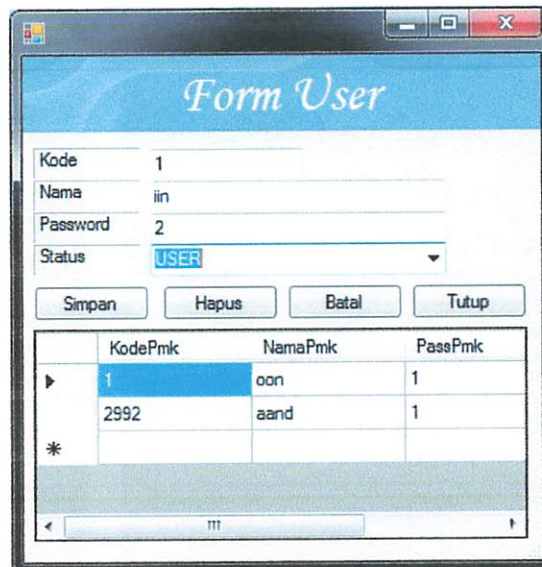 Form User
Kode 1
Nama iin
Password 2
Status USER
Simpan Hapus Batal Tutup
KodePmk NamaPmk PassPmk
1 oon 1
2992 aand 1